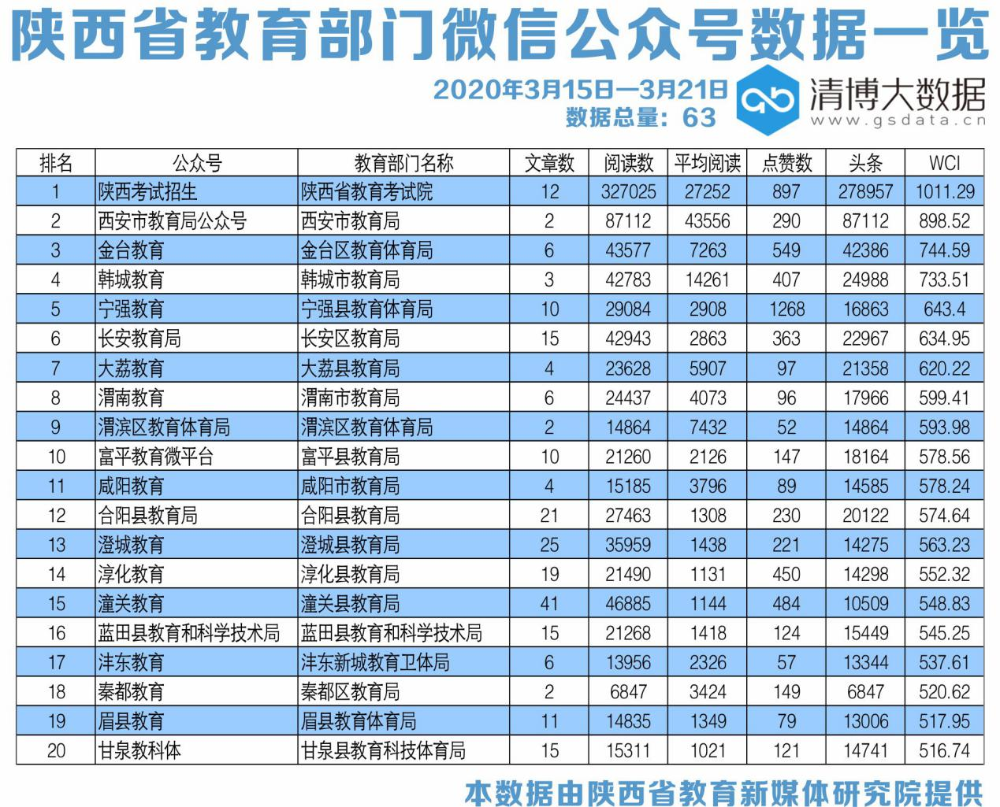 陕西省教育部门微信公众号数据一览
2020年3月15日—3月21日
数据总量：63
清博大数据
www.gsdata.cn
排名 公众号 教育部门名称 文章数 阅读数 平均阅读 点赞数 头条 WCI
1 陕西考试招生 陕西省教育考试院 12 327025 27252 897 278957 1011.29
2 西安市教育局公众号 西安市教育局 2 87112 43556 290 87112 898.52
3 金台教育 金台区教育体育局 6 43577 7263 549 42386 744.59
4 韩城教育 韩城市教育局 3 42783 14261 407 24988 733.51
5 宁强教育 宁强县教育体育局 10 29084 2908 1268 16863 643.4
6 长安教育局 长安区教育局 15 42943 2863 363 22967 634.95
7 大荔教育 大荔县教育局 4 23628 5907 97 21358 620.22
8 渭南教育 渭南市教育局 6 24437 4073 96 17966 599.41
9 渭滨区教育体育局 渭滨区教育体育局 2 14864 7432 52 14864 593.98
10 富平教育微平台 富平县教育局 10 21260 2126 147 18164 578.56
11 咸阳教育 咸阳市教育局 4 15185 3796 89 14585 578.24
12 合阳县教育局 合阳县教育局 21 27463 1308 230 20122 574.64
13 澄城教育 澄城县教育局 25 35959 1438 221 14275 563.23
14 淳化教育 淳化县教育局 19 21490 1131 450 14298 552.32
15 潼关教育 潼关县教育局 41 46885 1144 484 10509 548.83
16 蓝田县教育和科学技术局 蓝田县教育和科学技术局 15 21268 1418 124 15449 545.25
17 沣东教育 沣东新城教育卫体局 6 13956 2326 57 13344 537.61
18 秦都教育 秦都区教育局 2 6847 3424 149 6847 520.62
19 眉县教育 眉县教育体育局 11 14835 1349 79 13006 517.95
20 甘泉教科体 甘泉县教育科技体育局 15 15311 1021 121 14741 516.74
本数据由陕西省教育新媒体研究院提供